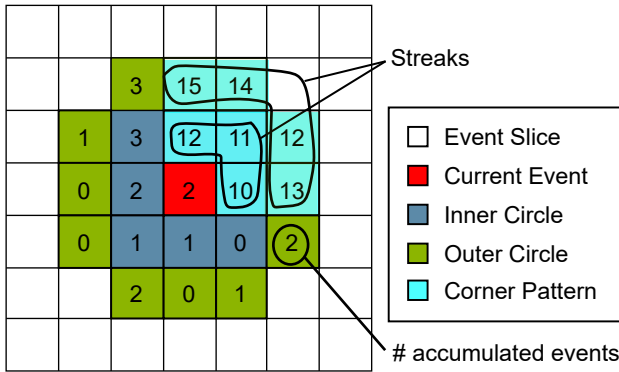 3 15 14
Streaks
1 3 12 11 12
0 2 2 10 13
0 1 1 0 2
2 0 1
Event Slice
Current Event
Inner Circle
Outer Circle
Corner Pattern
# accumulated events